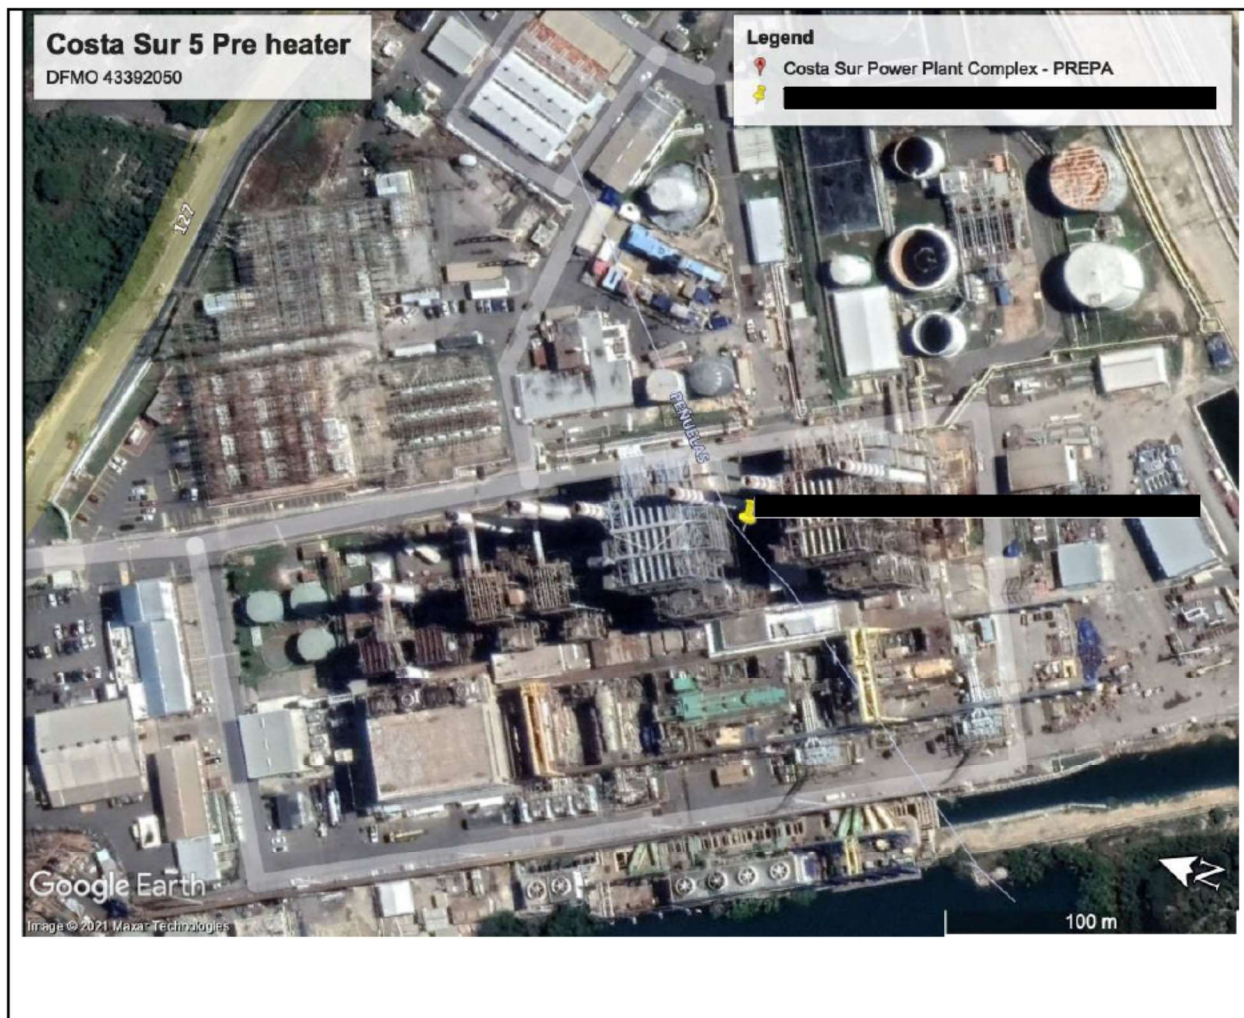 Costa Sur 5 Pre heater
DFMO 43392050
Legend
Costa Sur Power Plant Complex - PREPA
127
PEÑUELAS
Google Earth
Image © 2021 Maxar Technologies
N
100 m